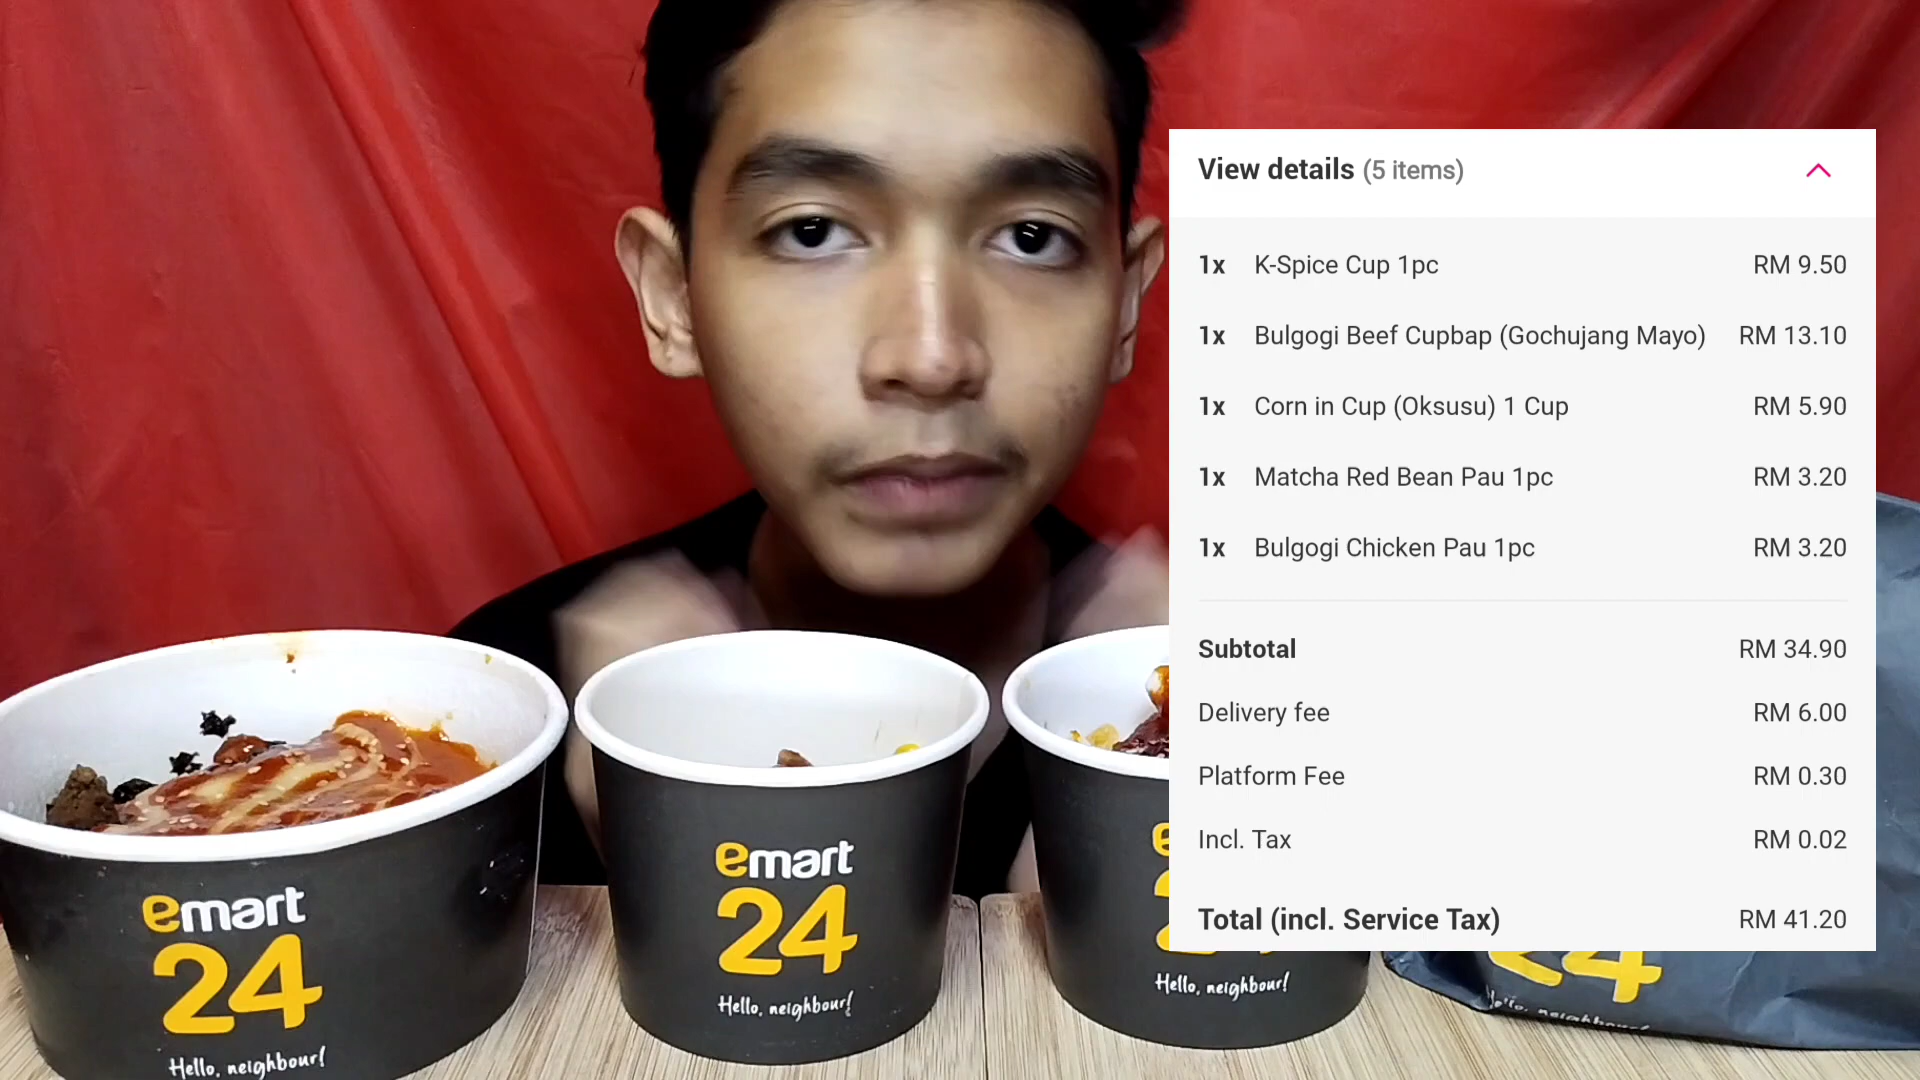 View details (5 items)
1x K-Spice Cup 1pc RM 9.50
1x Bulgogi Beef Cupbap (Gochujang Mayo) RM 13.10
1x Corn in Cup (Oksusu) 1 Cup RM 5.90
1x Matcha Red Bean Pau 1pc RM 3.20
1x Bulgogi Chicken Pau 1pc RM 3.20
Subtotal RM 34.90
Delivery fee RM 6.00
Platform Fee RM 0.30
Incl. Tax RM 0.02
Total (incl. Service Tax) RM 41.20
emart
24
Hello, neighbour!
emart
24
Hello, neighbour!
Hello, neighbour!
24
Hello, neighbour!